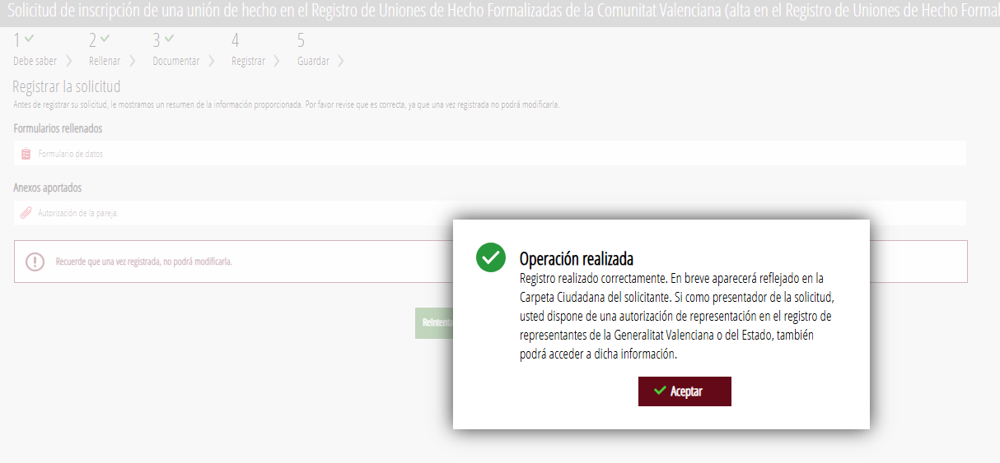 Solicitud de inscripción de una unión de hecho en el Registro de Uniones de Hecho Formalizadas de la Comunitat Valenciana (alta en el Registro de Uniones de Hecho Formal
1 2 3 4 5
Debe saber Rellenar Documentar Registrar Guardar
Registrar la solicitud
Antes de registrar su solicitud, le mostramos un resumen de la información proporcionada. Por favor revise que es correcta, ya que una vez registrada no podrá modificarla.
Formularios rellenados
Formulario de datos
Anexos aportados
Autorización de la pareja.
Recuerde que una vez registrada, no podrá modificarla.
Reintenta
Operación realizada
Registro realizado correctamente. En breve aparecerá reflejado en la
Carpeta Ciudadana del solicitante. Si como presentador de la solicitud,
usted dispone de una autorización de representación en el registro de
representantes de la Generalitat Valenciana o del Estado, también
podrá acceder a dicha información.
Aceptar